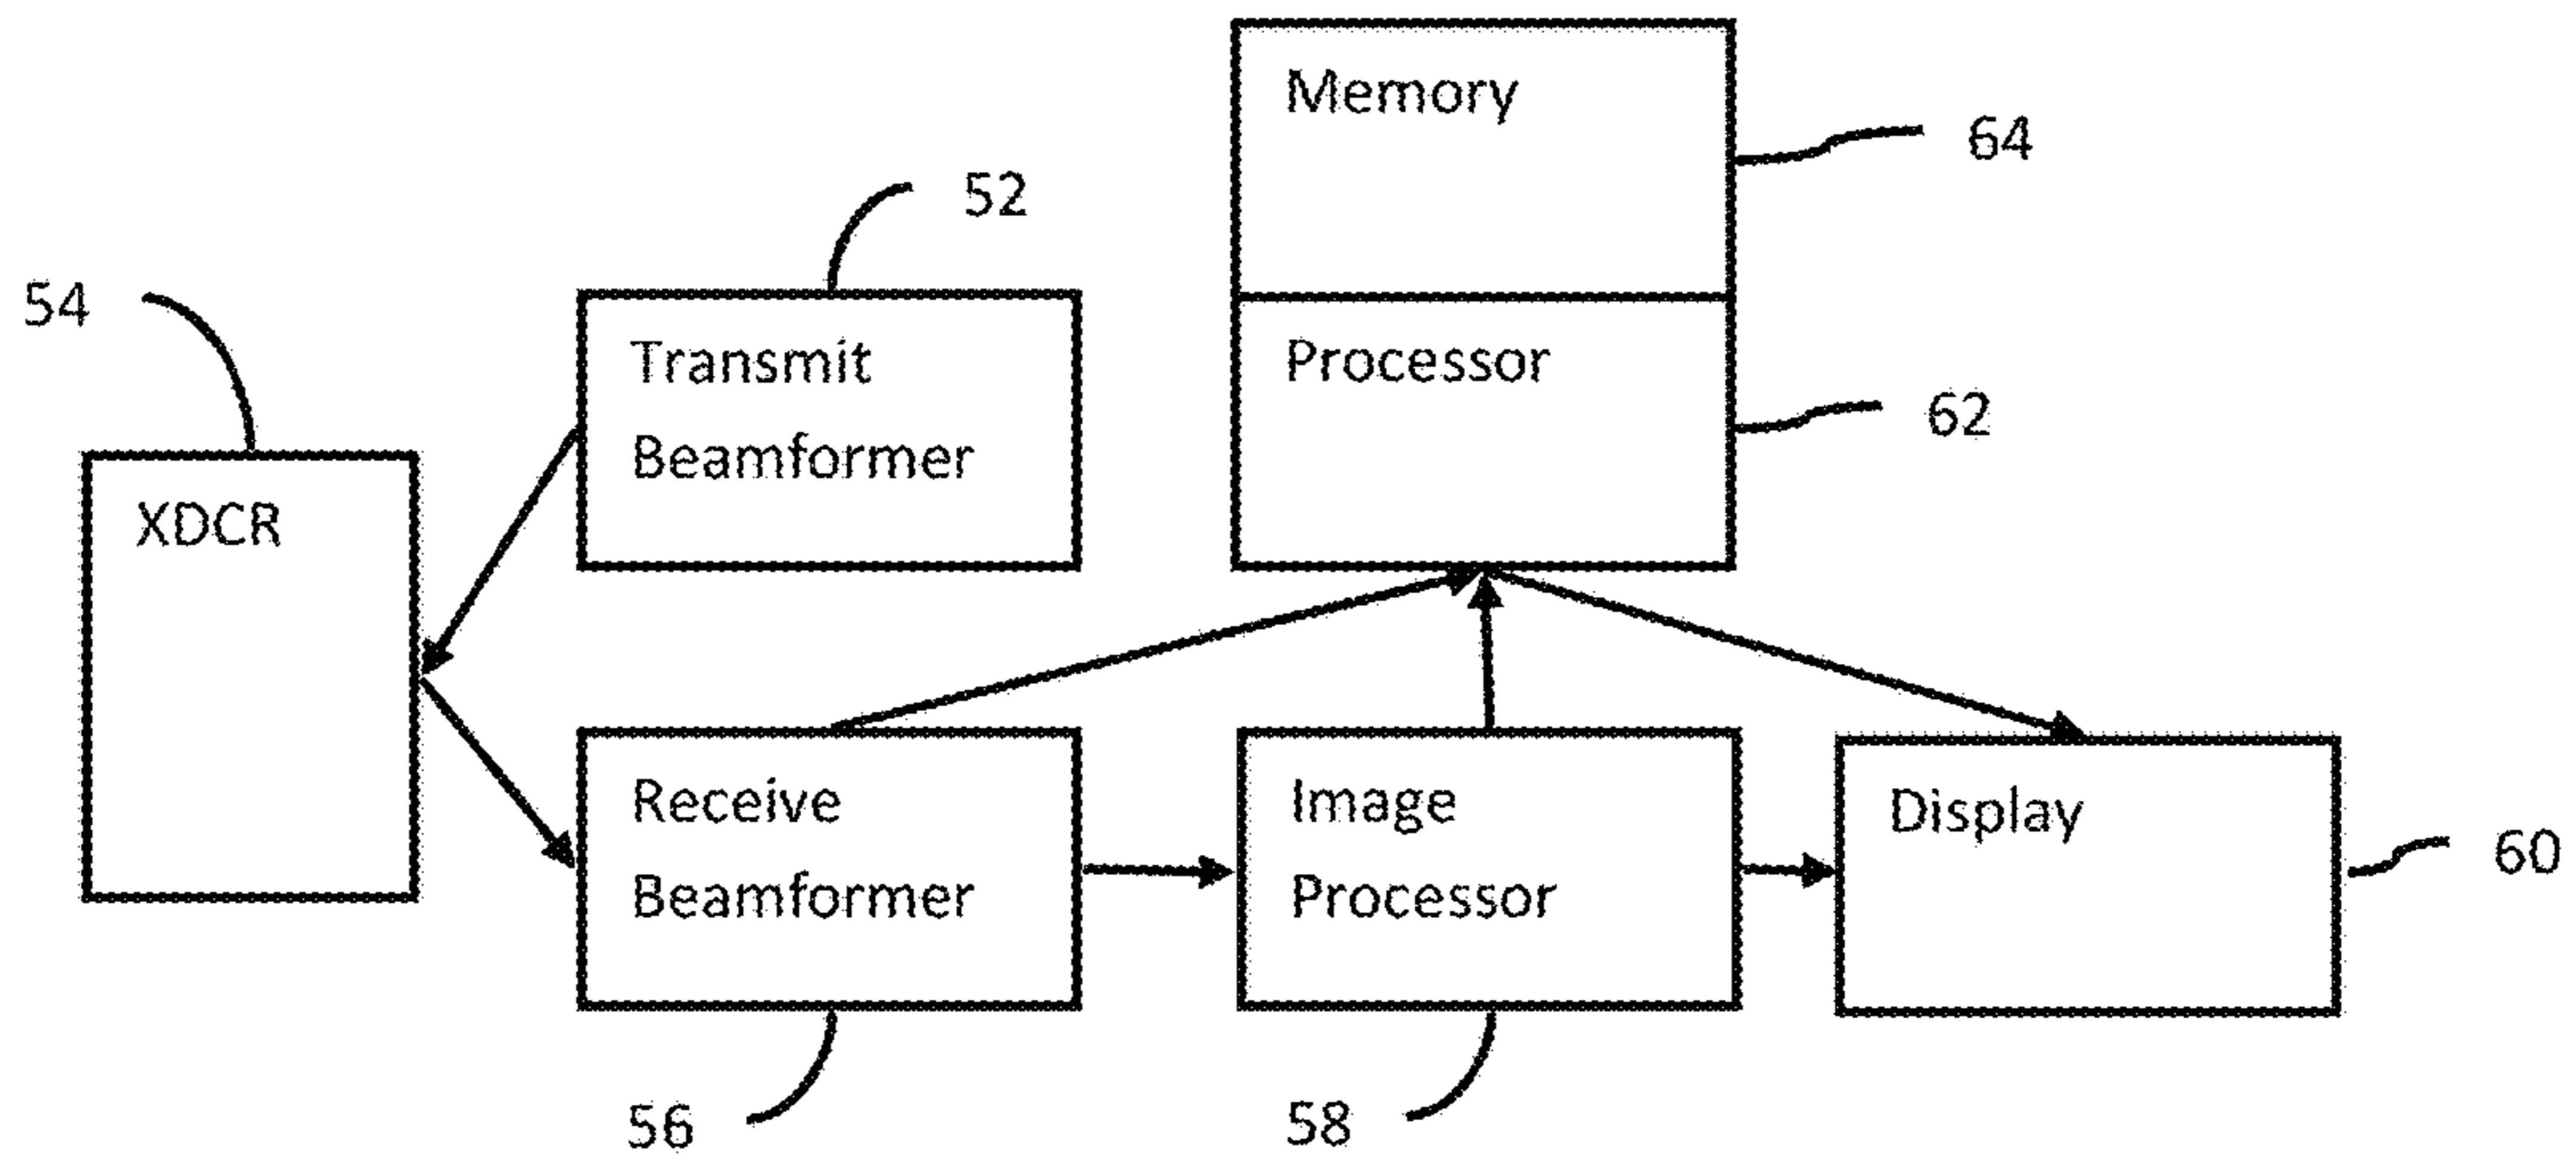 Memory
64
52
54
Transmit
Beamformer
Processor
62
XDCR
Receive
Beamformer
Image
Processor
Display
60
56
58